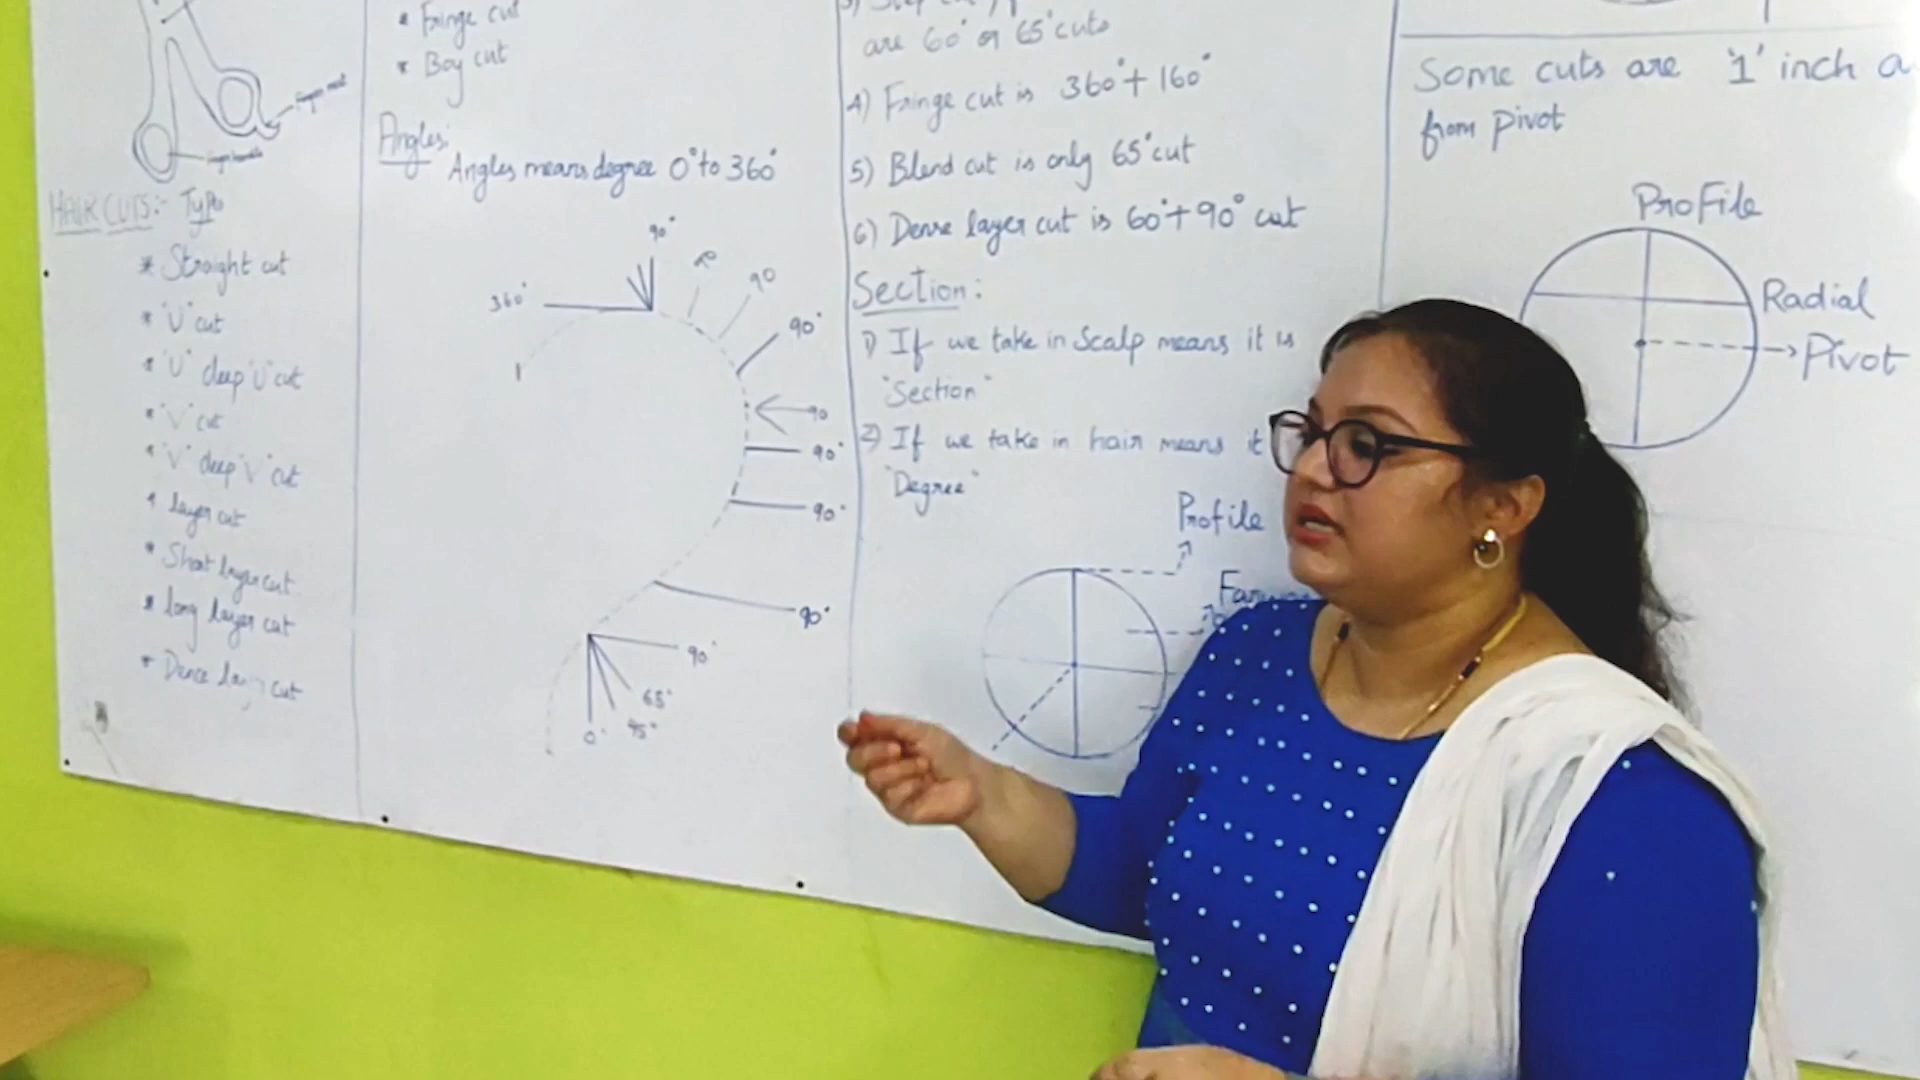 HAIR CUTS:- Type
* Straight cut
* "U" cut
* "U" deep "U" cut
* "V" cut
* "V" deep "V" cut
* layer cut
* Short layer cut
* long layer cut
* Dence cut
* Fringe cut
* Boy cut
Angles:
Angles means degree 0° to 360°
90°
360°
90
90°
90
90°
90°
90°
90°
65°
45°
0°
are 60° or 65° cuts
4) Fringe cut is 360°+ 160°
5) Blend cut is only 65° cut
6) Dense layer cut is 60°+ 90° cut
Section:
1) If we take in Scalp means it is
"Section"
2) If we take in hair means it
"Degree"
Profile
Some cuts are '1' inch
from Pivot
Profile
Radial
Pivot